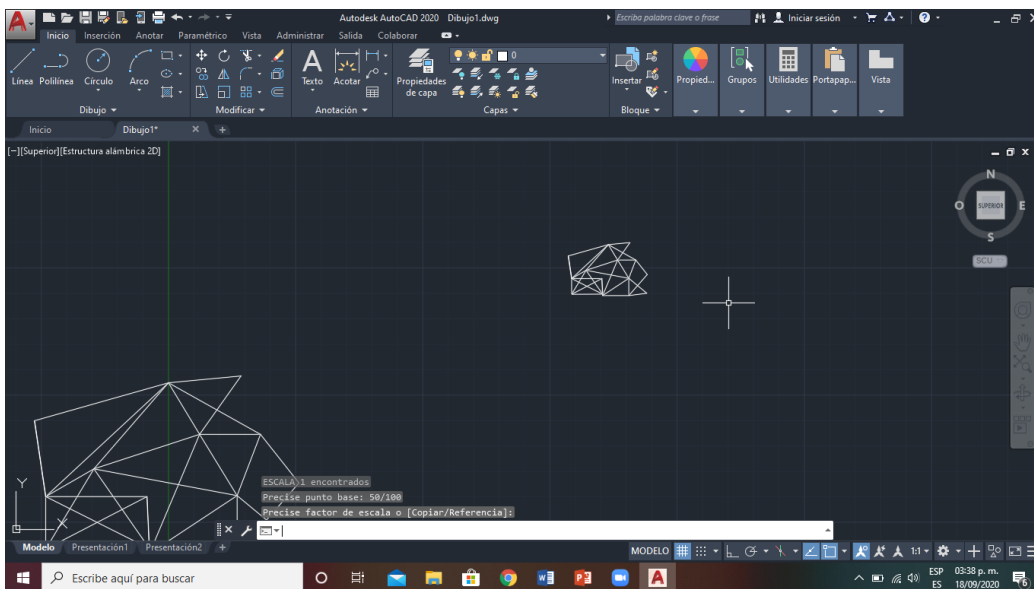 Autodesk AutoCAD 2020 Dibujo1.dwg
Escriba palabra clave o frase
Iniciar sesión
Inicio Inserción Anotar Paramétrico Vista Administrar Salida Colaborar
Línea Polilínea Círculo Arco
Texto Acotar
Propiedades de capa
0
Insertar
Propied...
Grupos
Utilidades
Portapap...
Vista
Dibujo
Modificar
Anotación
Capas
Bloque
Inicio
Dibujo1*
[−][Superior][Estructura alámbrica 2D]
N
O SUPERIOR E
S
SCU
Y
X
ESCALA 1 encontrados
Precise punto base: 50/100
Precise factor de escala o [Copiar/Referencia]:
Modelo Presentación1 Presentación2 +
MODELO
1:1
Escribe aquí para buscar
ESP
ES
03:38 p. m.
18/09/2020
6